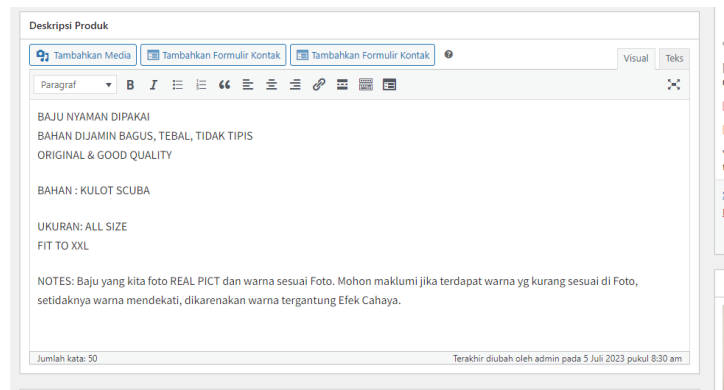 Deskripsi Produk
Tambahkan Media Tambahkan Formulir Kontak Tambahkan Formulir Kontak
Visual Teks
Paragraf B I
BAJU NYAMAN DIPAKAI
BAHAN DIJAMIN BAGUS, TEBAL, TIDAK TIPIS
ORIGINAL & GOOD QUALITY
BAHAN : KULOT SCUBA
UKURAN: ALL SIZE
FIT TO XXL
NOTES: Baju yang kita foto REAL PICT dan warna sesuai Foto. Mohon maklumi jika terdapat warna yg kurang sesuai di Foto,
setidaknya warna mendekati, dikarenakan warna tergantung Efek Cahaya.
Jumlah kata: 50 Terakhir diubah oleh admin pada 5 Juli 2023 pukul 8:30 am